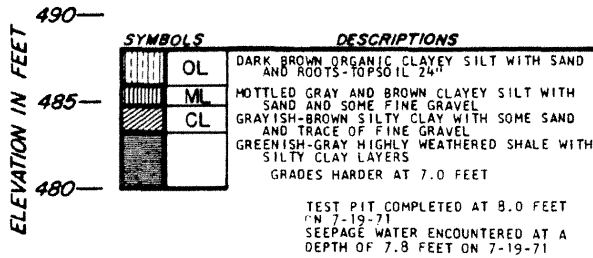 490
SYMBOLS DESCRIPTIONS
OL DARK BROWN ORGANIC CLAYEY SILT WITH SAND
AND ROOTS-TOPSOIL 24"
485
ML MOTTLED GRAY AND BROWN CLAYEY SILT WITH
SAND AND SOME FINE GRAVEL
CL GRAYISH-BROWN SILTY CLAY WITH SOME SAND
AND TRACE OF FINE GRAVEL
GREENISH-GRAY HIGHLY WEATHERED SHALE WITH
SILTY CLAY LAYERS
GRADES HARDER AT 7.0 FEET
480
ELEVATION IN FEET
TEST PIT COMPLETED AT 8.0 FEET
ON 7-19-71
SEEPAGE WATER ENCOUNTERED AT A
DEPTH OF 7.8 FEET ON 7-19-71